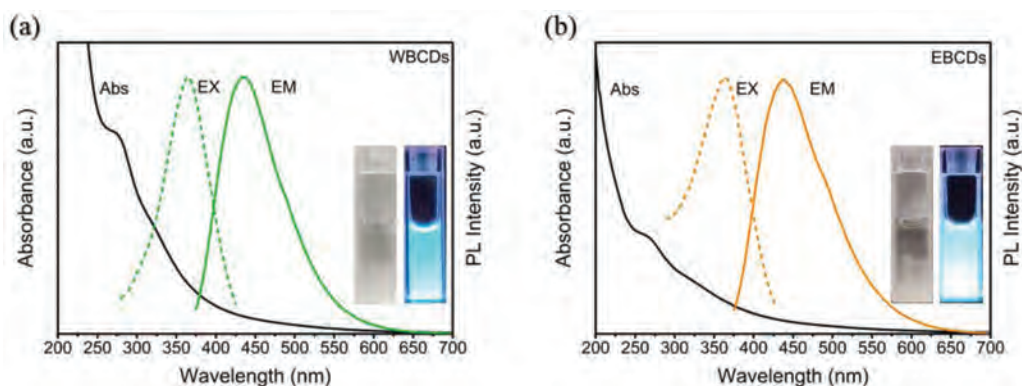 (a)
WBCDs
Abs
EX
EM
Absorbance (a.u.)
PL Intensity (a.u.)
200 250 300 350 400 450 500 550 600 650 700
Wavelength (nm)
(b)
EBCDs
Abs
EX
EM
Absorbance (a.u.)
PL Intensity (a.u.)
200 250 300 350 400 450 500 550 600 650 700
Wavelength (nm)